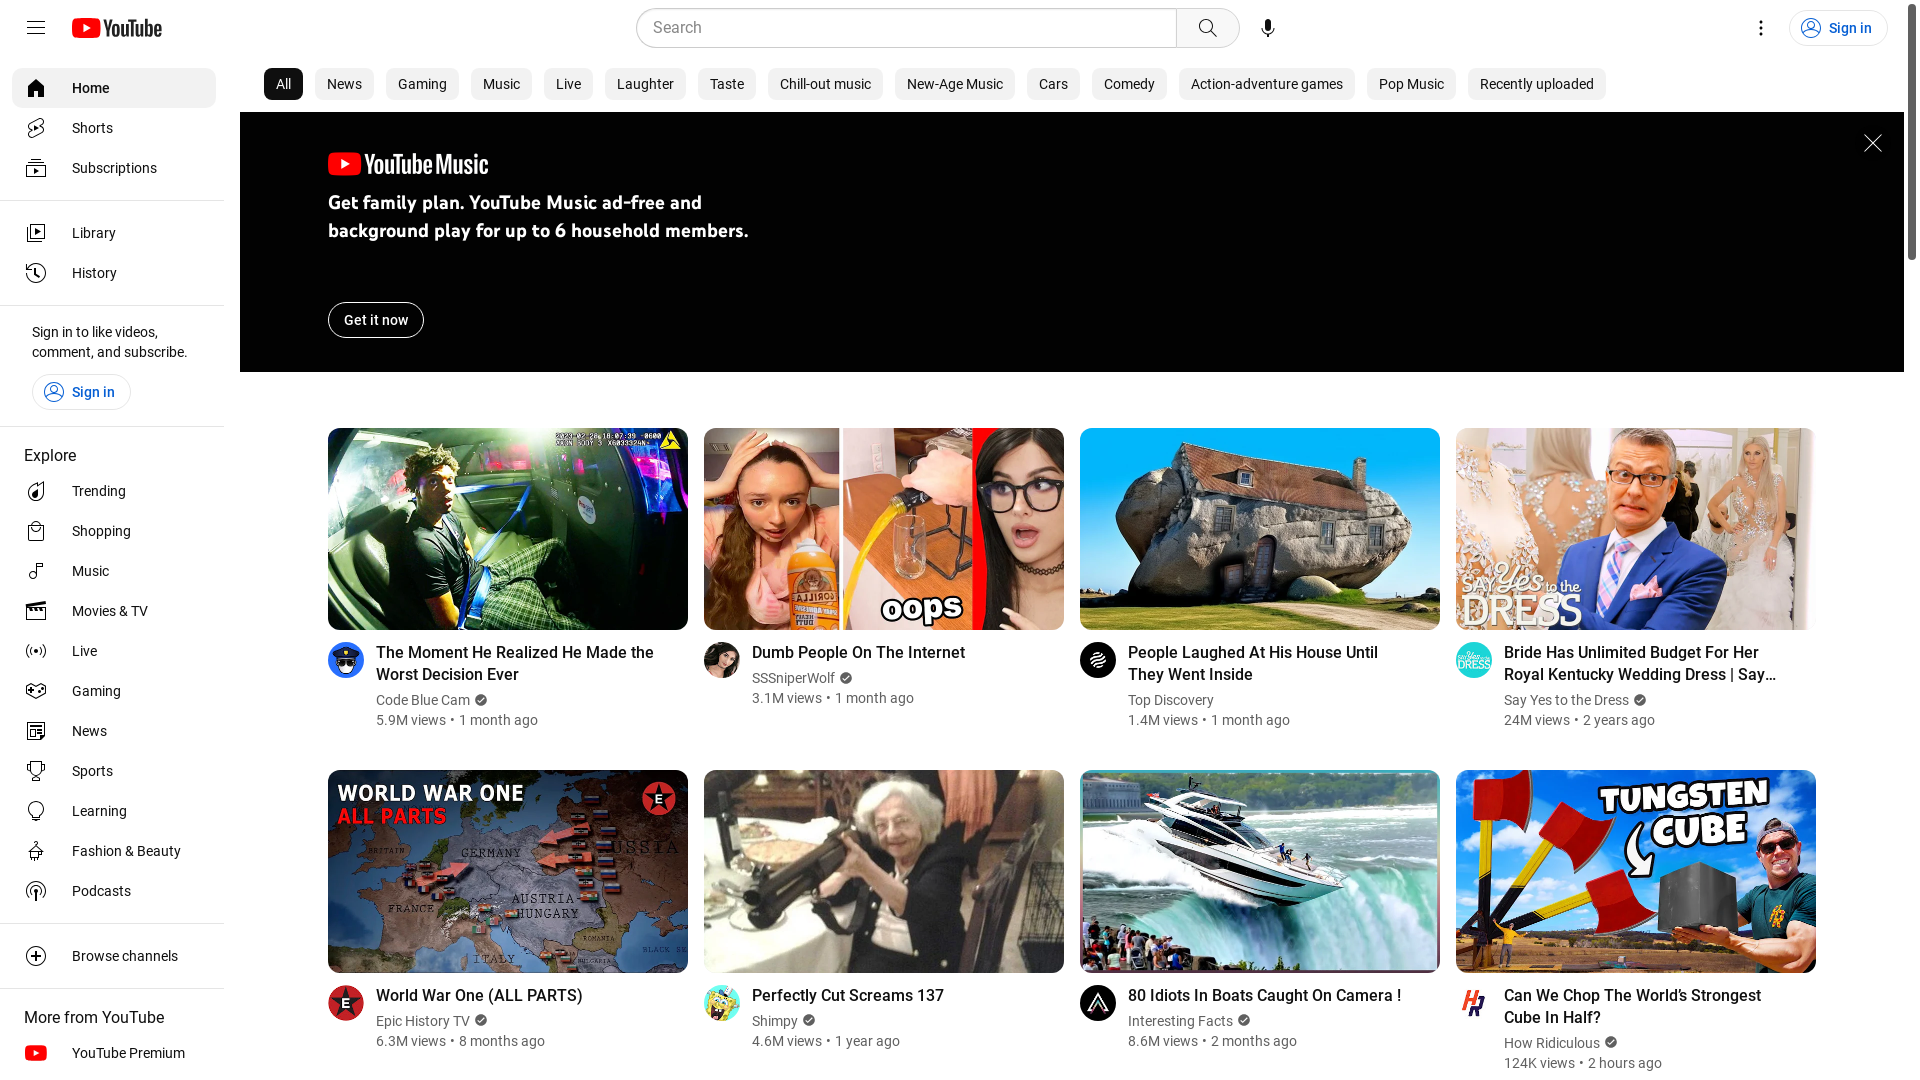 YouTube
Search
Sign in
Home
Shorts
Subscriptions
Library
History
Sign in to like videos,
comment, and subscribe.
Sign in
Explore
Trending
Shopping
Music
Movies & TV
Live
Gaming
News
Sports
Learning
Fashion & Beauty
Podcasts
Browse channels
More from YouTube
YouTube Premium
All
News
Gaming
Music
Live
Laughter
Taste
Chill-out music
New-Age Music
Cars
Comedy
Action-adventure games
Pop Music
Recently uploaded
YouTube Music
Get family plan. YouTube Music ad-free and
background play for up to 6 household members.
Get it now
The Moment He Realized He Made the
Worst Decision Ever
Code Blue Cam
5.9M views • 1 month ago
GORILLA
oops
Dumb People On The Internet
SSSniperWolf
3.1M views • 1 month ago
People Laughed At His House Until
They Went Inside
Top Discovery
1.4M views • 1 month ago
SAY Yes to the
DRESS
Bride Has Unlimited Budget For Her
Royal Kentucky Wedding Dress | Say...
Say Yes to the Dress
24M views • 2 years ago
WORLD WAR ONE
ALL PARTS
E
BRITAIN
GERMANY
RUSSIA
FRANCE
AUSTRIA-
HUNGARY
ROMANIA
ITALY
BULGARIA
BLACK SE
E
World War One (ALL PARTS)
Epic History TV
6.3M views • 8 months ago
Perfectly Cut Screams 137
Shimpy
4.6M views • 1 year ago
80 Idiots In Boats Caught On Camera !
Interesting Facts
8.6M views • 2 months ago
TUNGSTEN
CUBE
HR
Can We Chop The World’s Strongest
Cube In Half?
How Ridiculous
124K views • 2 hours ago